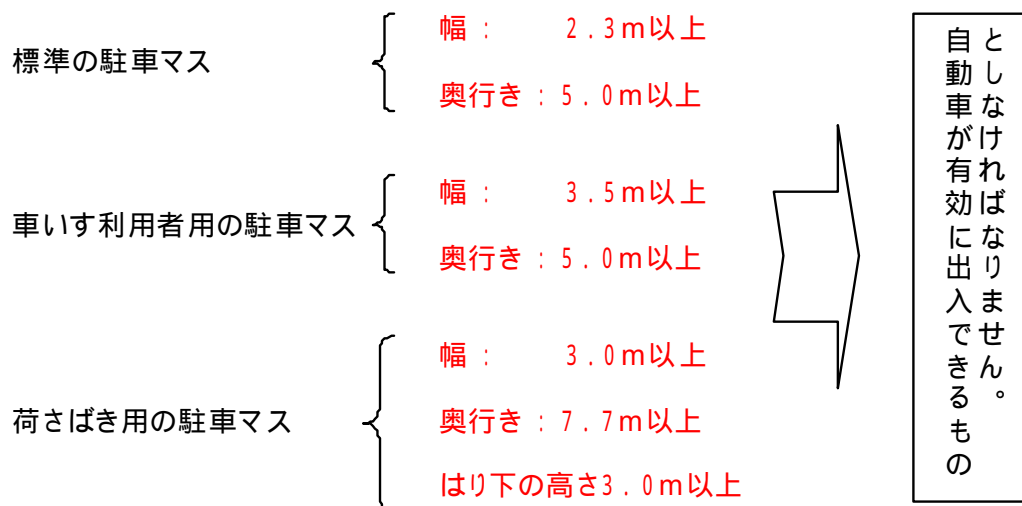 標準の駐車マス
幅： 2.3m以上
奥行き：5.0m以上
車いす利用者用の駐車マス
幅： 3.5m以上
奥行き：5.0m以上
荷さばき用の駐車マス
幅： 3.0m以上
奥行き：7.7m以上
はり下の高さ3.0m以上
自動車が有効に出入できるもの
としなければなりません。